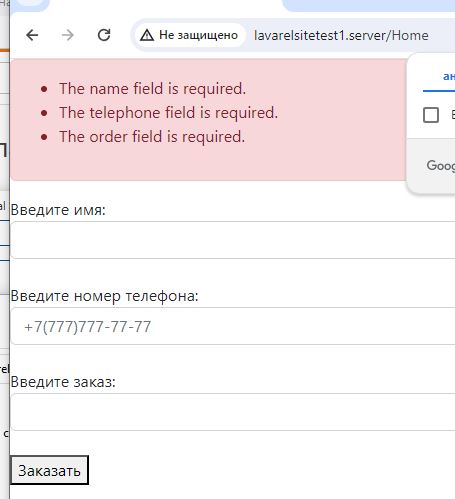 Не защищено
lavarelsitetest1.server/Home
The name field is required.
The telephone field is required.
The order field is required.
Введите имя:
Введите номер телефона:
+7(777)777-77-77
Введите заказ:
Заказать